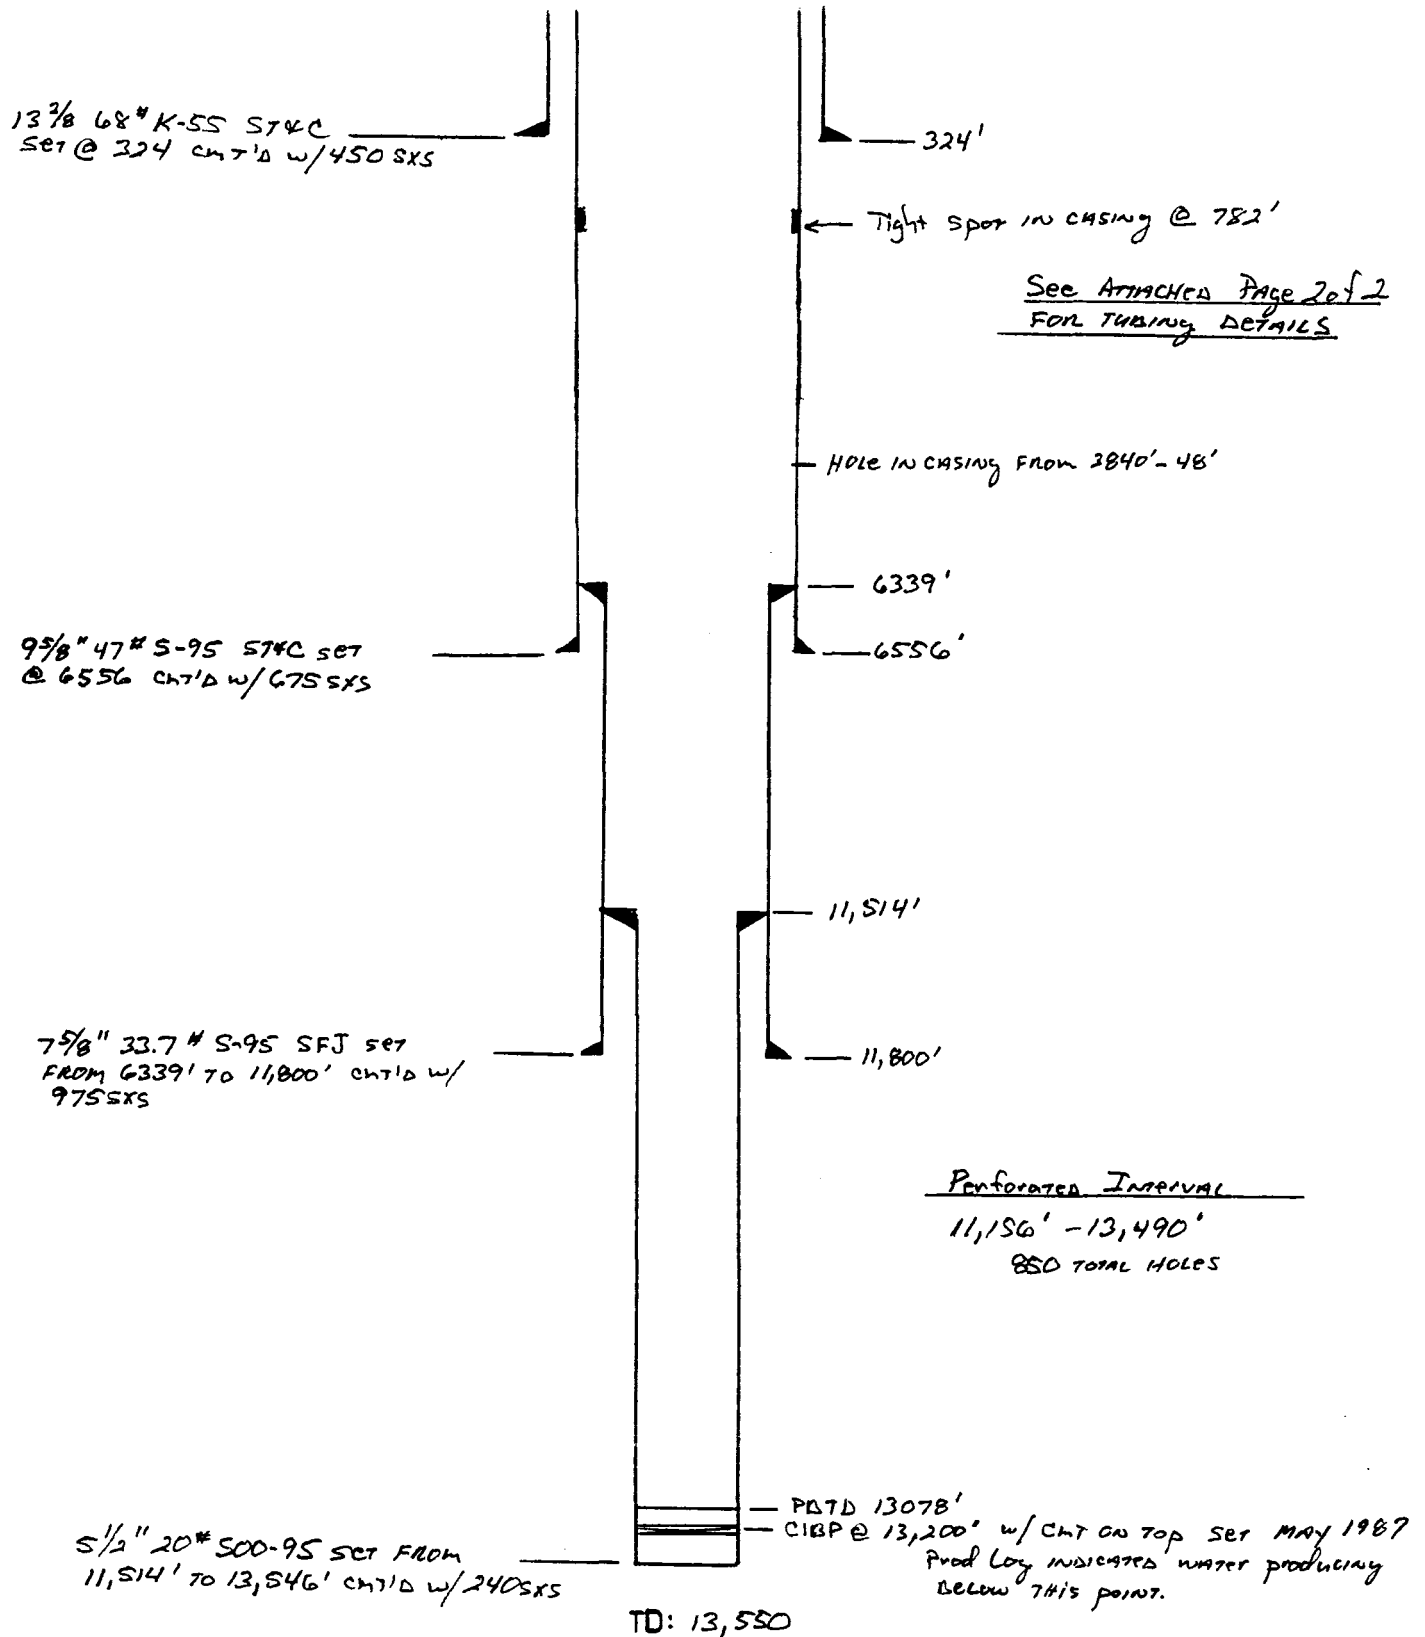 13 3/8 68# K-55 ST&C
SET @ 324 CMT'D W/450 SXS
324'
Tight spot in casing @ 782'
See Attached Page 2 of 2
For Tubing Details
Hole in casing from 3840'-48'
6339'
9 5/8" 47# S-95 ST&C set
@ 6556 CMT'D W/675 SXS
6556'
11,514'
7 5/8" 33.7# S-95 SFJ set
From 6339' to 11,800' CMT'D W/
975 SXS
11,800'
Perforated Interval
11,156' - 13,490'
850 Total Holes
PBTD 13078'
CIBP @ 13,200' w/ CMT on top set May 1987
Prod Log indicated water producing
below this point.
5 1/2" 20# SOO-95 set from
11,514' to 13,546' CMT'D W/240 SXS
TD: 13,550